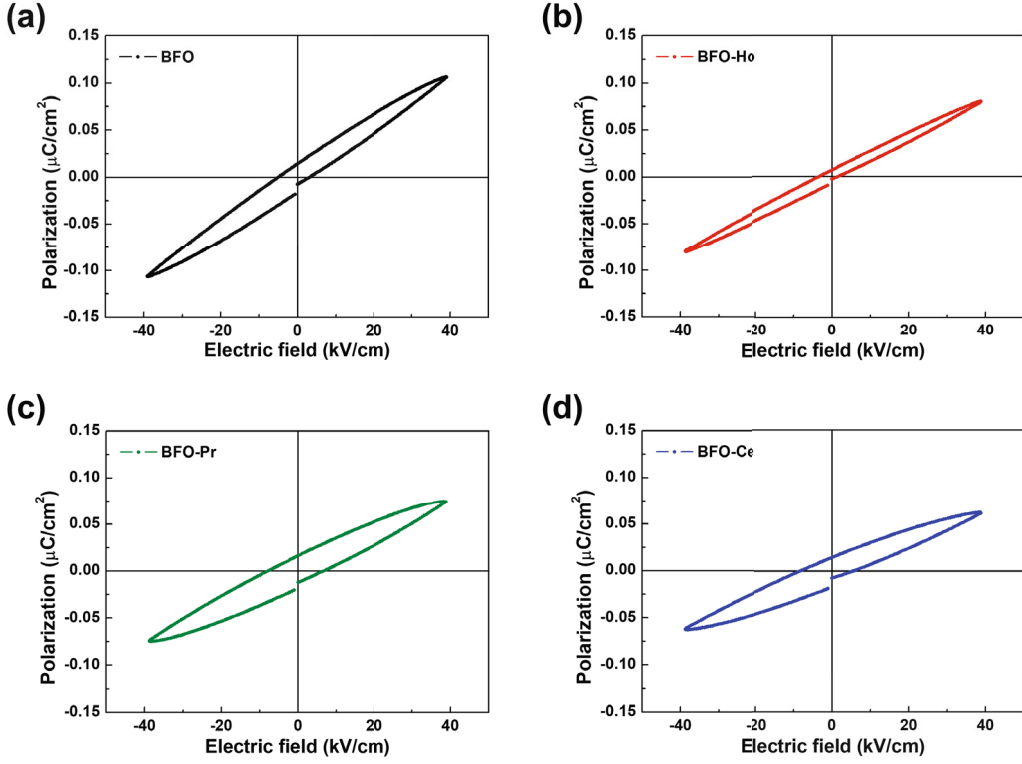 (a)
BFO
0.15
0.10
0.05
0.00
-0.05
-0.10
-0.15
-40 -20 0 20 40
Polarization (μC/cm²)
Electric field (kV/cm)
(b)
BFO-Ho
0.15
0.10
0.05
0.00
-0.05
-0.10
-0.15
-40 -20 0 20 40
Polarization (μC/cm²)
Electric field (kV/cm)
(c)
BFO-Pr
0.15
0.10
0.05
0.00
-0.05
-0.10
-0.15
-40 -20 0 20 40
Polarization (μC/cm²)
Electric field (kV/cm)
(d)
BFO-Ce
0.15
0.10
0.05
0.00
-0.05
-0.10
-0.15
-40 -20 0 20 40
Polarization (μC/cm²)
Electric field (kV/cm)